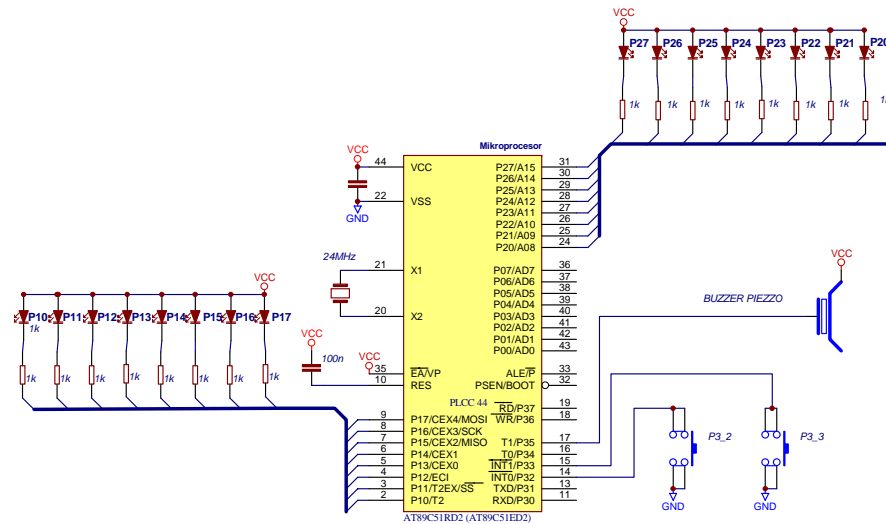 VCC
P27 P26 P25 P24 P23 P22 P21 P20
1k 1k 1k 1k 1k 1k 1k
Mikroprocesor
VCC
44 VCC
22 VSS
GND
24MHz
21 X1
20 X2
VCC
100n
VCC
35 EA/VP
10 RES
PLCC 44
9 P17/CEX4/MOSI
8 P16/CEX3/SCK
7 P15/CEX2/MISO
6 P14/CEX1
5 P13/CEX0
4 P12/ECI
3 P11/T2EX/SS
2 P10/T2
P27/A15 31
P26/A14 30
P25/A13 29
P24/A12 28
P23/A11 27
P22/A10 26
P21/A09 25
P20/A08 24
P07/AD7 36
P06/AD6 37
P05/AD5 38
P04/AD4 39
P03/AD3 40
P02/AD2 41
P01/AD1 42
P00/AD0 43
ALE/P 33
PSEN/BOOT 32
RD/P37 19
WR/P36 18
T1/P35 17
T0/P34 16
INT1/P33 15
INT0/P32 14
TXD/P31 13
RXD/P30 11
AT89C51RD2 (AT89C51ED2)
VCC
P10 P11 P12 P13 P14 P15 P16 P17
1k
1k 1k 1k 1k 1k 1k 1k 1k
VCC
BUZZER PIEZZO
P3_2 P3_3
GND GND